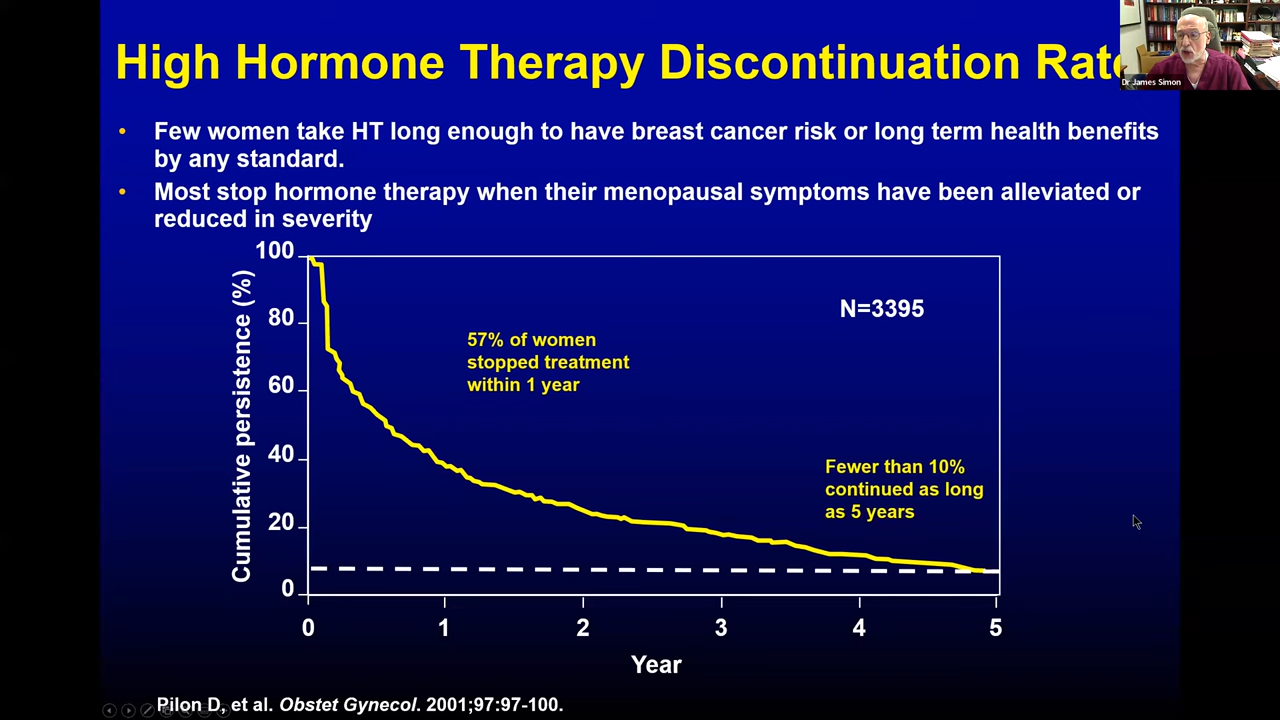 High Hormone Therapy Discontinuation Rate
Dr James Simon
• Few women take HT long enough to have breast cancer risk or long term health benefits
by any standard.
• Most stop hormone therapy when their menopausal symptoms have been alleviated or
reduced in severity
Cumulative persistence (%)
100
80
60
40
20
0
N=3395
57% of women
stopped treatment
within 1 year
Fewer than 10%
continued as long
as 5 years
0 1 2 3 4 5
Year
Pilon D, et al. Obstet Gynecol. 2001;97:97-100.